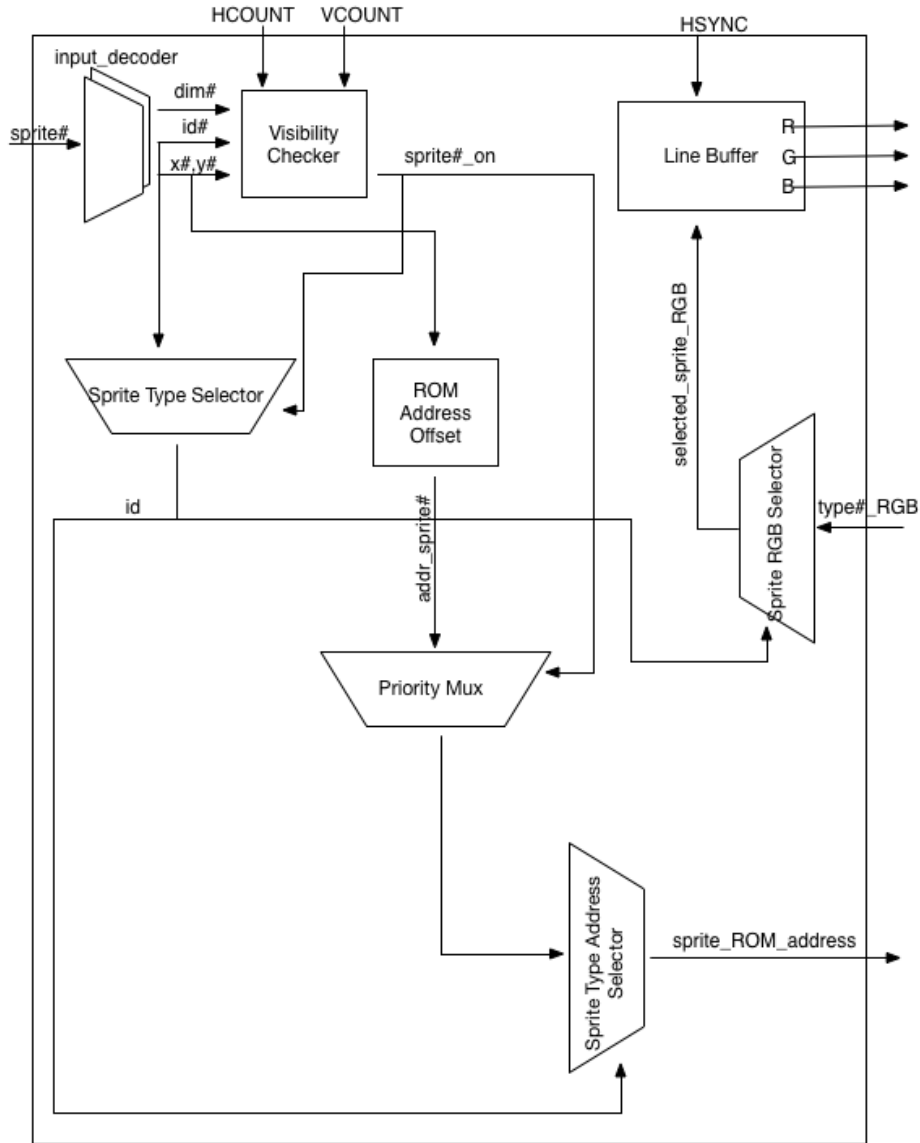 HCOUNT VCOUNT
HSYNC
input_decoder
dim#
sprite#
id#
x#,y#
Visibility
Checker
sprite#_on
Line Buffer
R
G
B
selected_sprite_RGB
Sprite Type Selector
ROM
Address
Offset
id
addr_sprite#
Sprite RGB Selector
type#_RGB
Priority Mux
Sprite Type Address
Selector
sprite_ROM_address